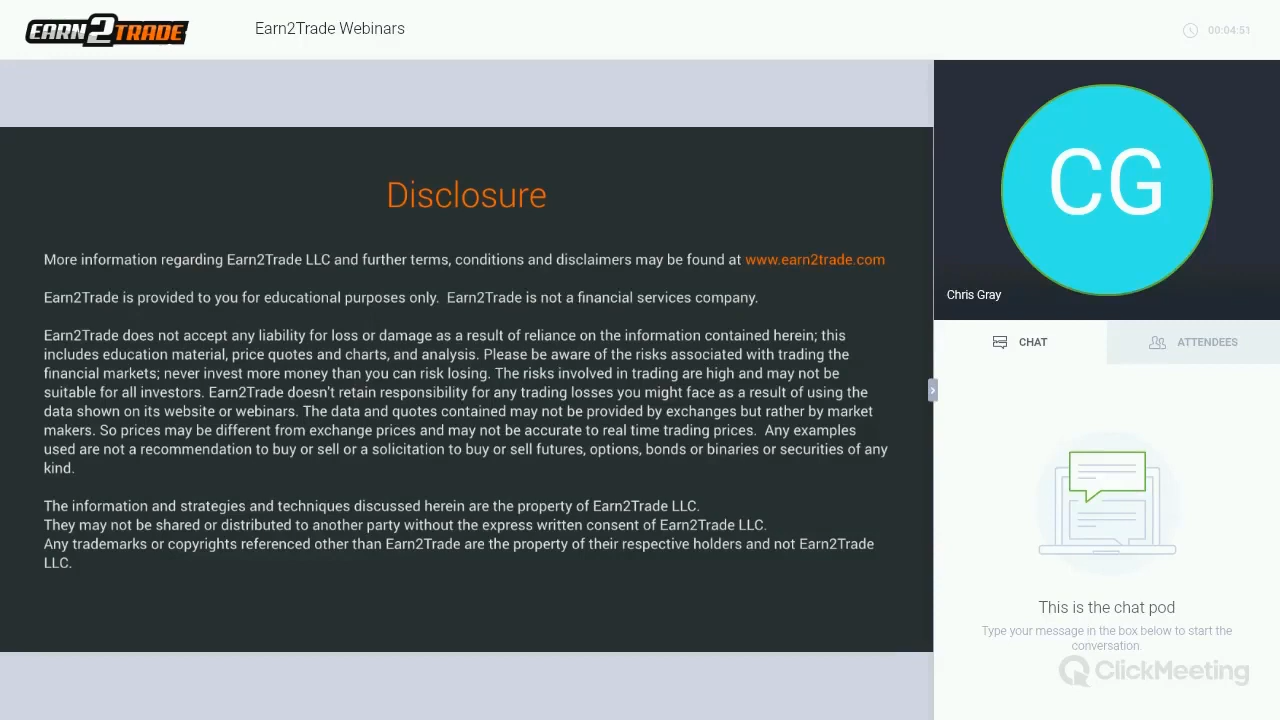 EARN2TRADE
Earn2Trade Webinars
00:04:51
Disclosure
More information regarding Earn2Trade LLC and further terms, conditions and disclaimers may be found at www.earn2trade.com
Earn2Trade is provided to you for educational purposes only.  Earn2Trade is not a financial services company.
Earn2Trade does not accept any liability for loss or damage as a result of reliance on the information contained herein; this
includes education material, price quotes and charts, and analysis. Please be aware of the risks associated with trading the
financial markets; never invest more money than you can risk losing. The risks involved in trading are high and may not be
suitable for all investors. Earn2Trade doesn't retain responsibility for any trading losses you might face as a result of using the
data shown on its website or webinars. The data and quotes contained may not be provided by exchanges but rather by market
makers. So prices may be different from exchange prices and may not be accurate to real time trading prices.  Any examples
used are not a recommendation to buy or sell or a solicitation to buy or sell futures, options, bonds or binaries or securities of any
kind.
The information and strategies and techniques discussed herein are the property of Earn2Trade LLC.
They may not be shared or distributed to another party without the express written consent of Earn2Trade LLC.
Any trademarks or copyrights referenced other than Earn2Trade are the property of their respective holders and not Earn2Trade
LLC.
CG
Chris Gray
CHAT
ATTENDEES
This is the chat pod
Type your message in the box below to start the
conversation.
ClickMeeting